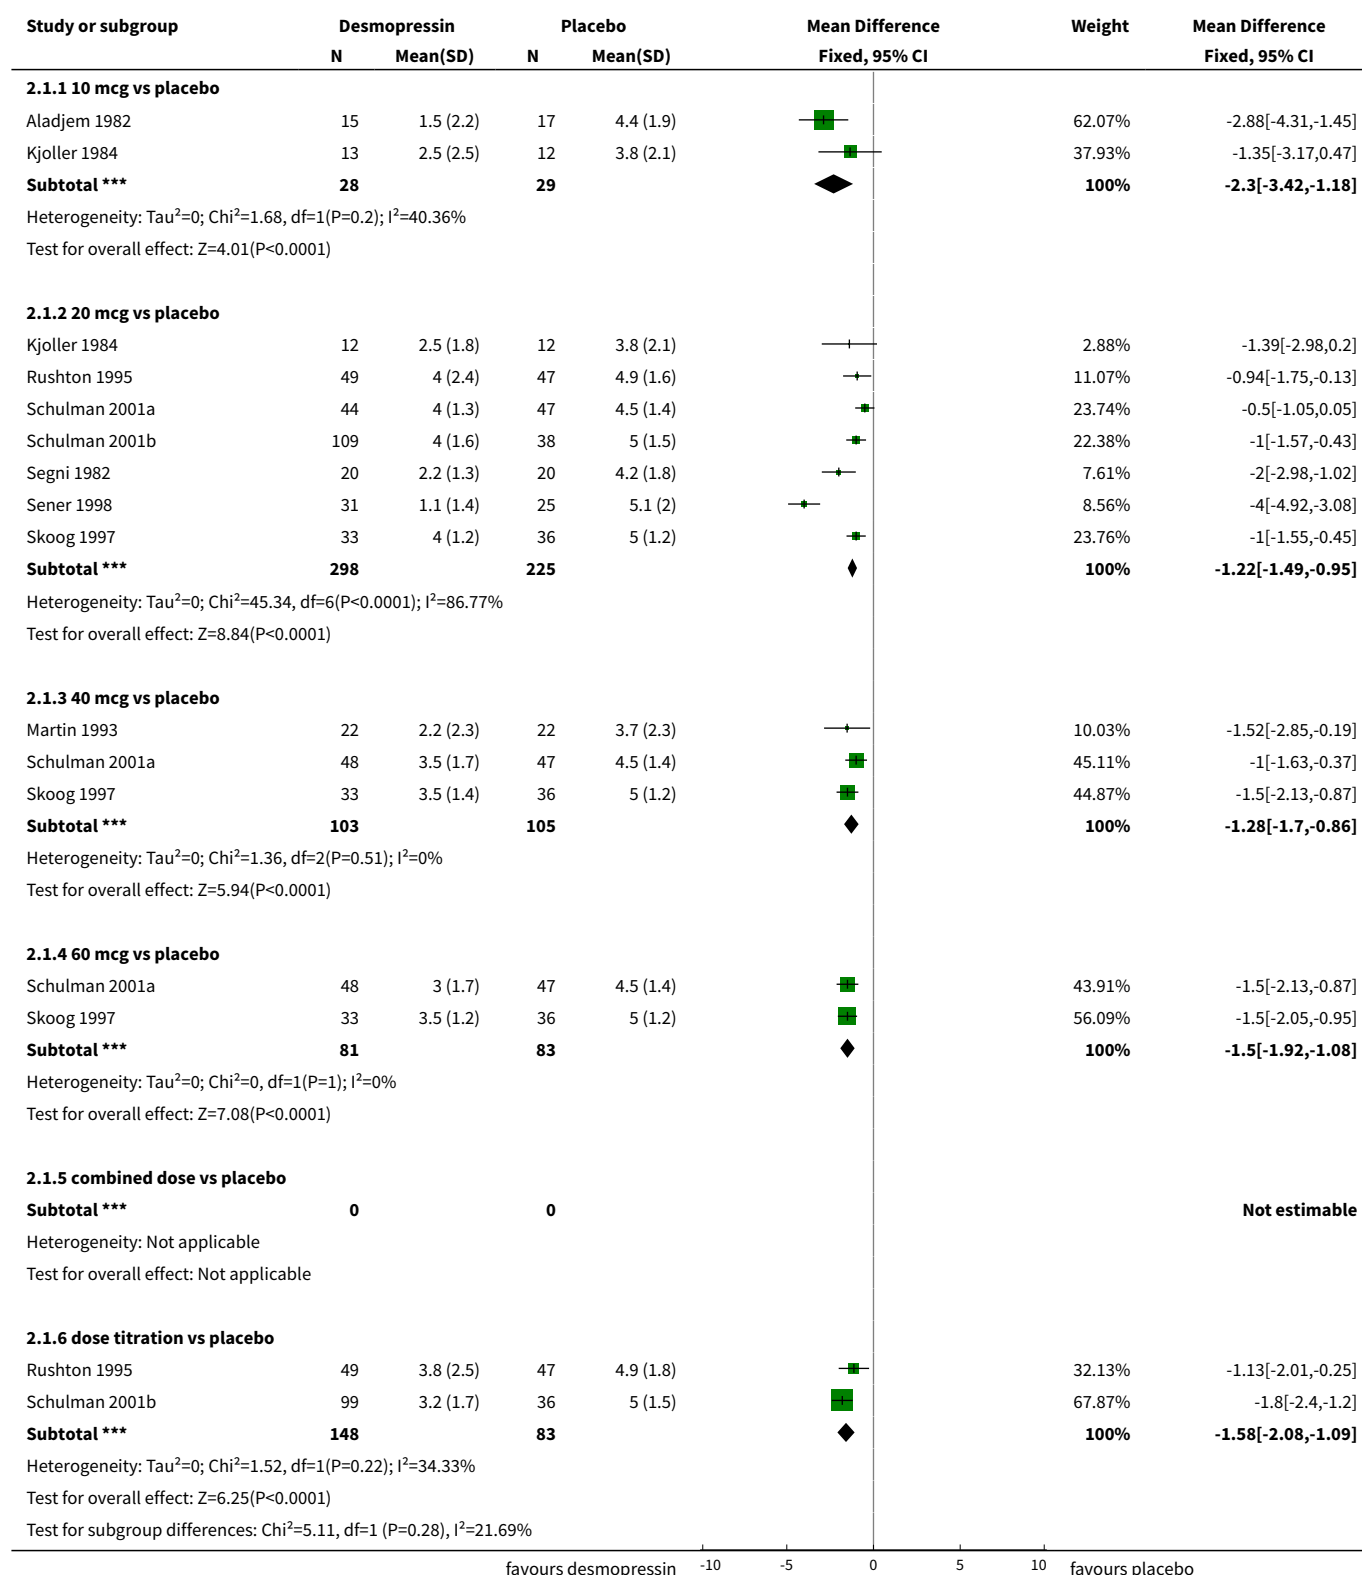 Study or subgroup Desmopressin Placebo Mean Difference Weight Mean Difference
N Mean(SD) N Mean(SD) Fixed, 95% CI Fixed, 95% CI
2.1.1 10 mcg vs placebo
Aladjem 1982 15 1.5 (2.2) 17 4.4 (1.9) 62.07% -2.88[-4.31,-1.45]
Kjoller 1984 13 2.5 (2.5) 12 3.8 (2.1) 37.93% -1.35[-3.17,0.47]
Subtotal *** 28 29 100% -2.3[-3.42,-1.18]
Heterogeneity: Tau²=0; Chi²=1.68, df=1(P=0.2); I²=40.36%
Test for overall effect: Z=4.01(P<0.0001)
2.1.2 20 mcg vs placebo
Kjoller 1984 12 2.5 (1.8) 12 3.8 (2.1) 2.88% -1.39[-2.98,0.2]
Rushton 1995 49 4 (2.4) 47 4.9 (1.6) 11.07% -0.94[-1.75,-0.13]
Schulman 2001a 44 4 (1.3) 47 4.5 (1.4) 23.74% -0.5[-1.05,0.05]
Schulman 2001b 109 4 (1.6) 38 5 (1.5) 22.38% -1[-1.57,-0.43]
Segni 1982 20 2.2 (1.3) 20 4.2 (1.8) 7.61% -2[-2.98,-1.02]
Sener 1998 31 1.1 (1.4) 25 5.1 (2) 8.56% -4[-4.92,-3.08]
Skoog 1997 33 4 (1.2) 36 5 (1.2) 23.76% -1[-1.55,-0.45]
Subtotal *** 298 225 100% -1.22[-1.49,-0.95]
Heterogeneity: Tau²=0; Chi²=45.34, df=6(P<0.0001); I²=86.77%
Test for overall effect: Z=8.84(P<0.0001)
2.1.3 40 mcg vs placebo
Martin 1993 22 2.2 (2.3) 22 3.7 (2.3) 10.03% -1.52[-2.85,-0.19]
Schulman 2001a 48 3.5 (1.7) 47 4.5 (1.4) 45.11% -1[-1.63,-0.37]
Skoog 1997 33 3.5 (1.4) 36 5 (1.2) 44.87% -1.5[-2.13,-0.87]
Subtotal *** 103 105 100% -1.28[-1.7,-0.86]
Heterogeneity: Tau²=0; Chi²=1.36, df=2(P=0.51); I²=0%
Test for overall effect: Z=5.94(P<0.0001)
2.1.4 60 mcg vs placebo
Schulman 2001a 48 3 (1.7) 47 4.5 (1.4) 43.91% -1.5[-2.13,-0.87]
Skoog 1997 33 3.5 (1.2) 36 5 (1.2) 56.09% -1.5[-2.05,-0.95]
Subtotal *** 81 83 100% -1.5[-1.92,-1.08]
Heterogeneity: Tau²=0; Chi²=0, df=1(P=1); I²=0%
Test for overall effect: Z=7.08(P<0.0001)
2.1.5 combined dose vs placebo
Subtotal *** 0 0 Not estimable
Heterogeneity: Not applicable
Test for overall effect: Not applicable
2.1.6 dose titration vs placebo
Rushton 1995 49 3.8 (2.5) 47 4.9 (1.8) 32.13% -1.13[-2.01,-0.25]
Schulman 2001b 99 3.2 (1.7) 36 5 (1.5) 67.87% -1.8[-2.4,-1.2]
Subtotal *** 148 83 100% -1.58[-2.08,-1.09]
Heterogeneity: Tau²=0; Chi²=1.52, df=1(P=0.22); I²=34.33%
Test for overall effect: Z=6.25(P<0.0001)
Test for subgroup differences: Chi²=5.11, df=1 (P=0.28), I²=21.69%
favours desmopressin -10 -5 0 5 10 favours placebo